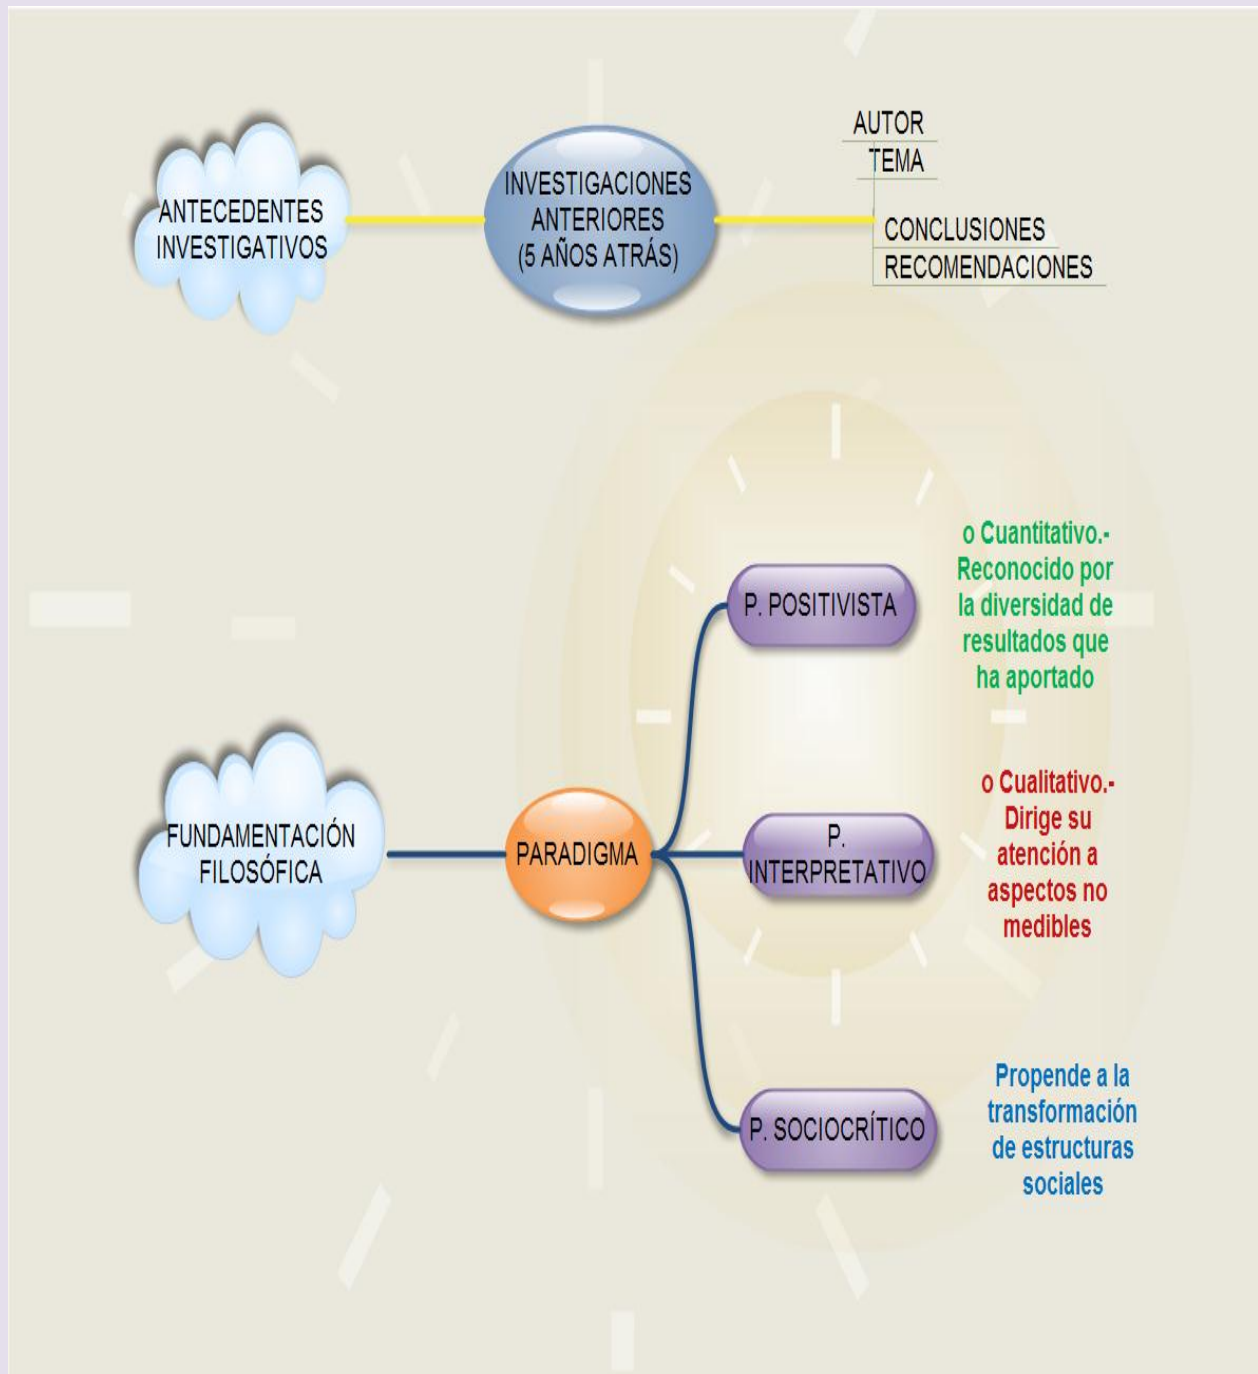 ANTECEDENTES
INVESTIGATIVOS
INVESTIGACIONES
ANTERIORES
(5 AÑOS ATRÁS)
AUTOR
TEMA
CONCLUSIONES
RECOMENDACIONES
FUNDAMENTACIÓN
FILOSÓFICA
PARADIGMA
P. POSITIVISTA
o Cuantitativo.-
Reconocido por
la diversidad de
resultados que
ha aportado
P.
INTERPRETATIVO
o Cualitativo.-
Dirige su
atención a
aspectos no
medibles
P. SOCIOCRÍTICO
Propende a la
transformación
de estructuras
sociales